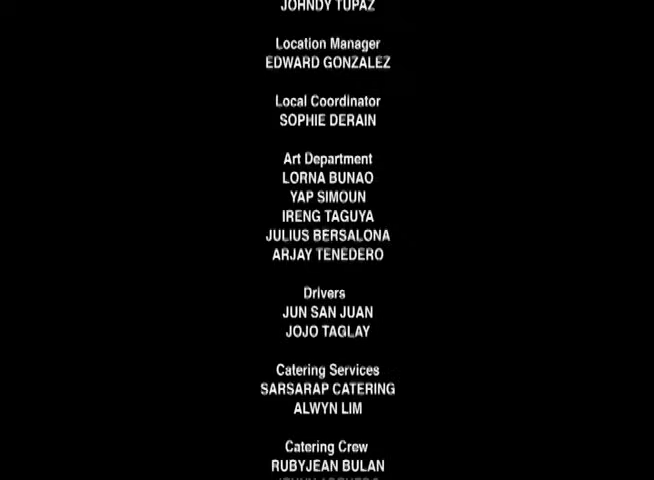 JOHNDY TUPAZ
Location Manager
EDWARD GONZALEZ
Local Coordinator
SOPHIE DERAIN
Art Department
LORNA BUNAO
YAP SIMOUN
IRENG TAGUYA
JULIUS BERSALONA
ARJAY TENEDERO
Drivers
JUN SAN JUAN
JOJO TAGLAY
Catering Services
SARSARAP CATERING
ALWYN LIM
Catering Crew
RUBYJEAN BULAN